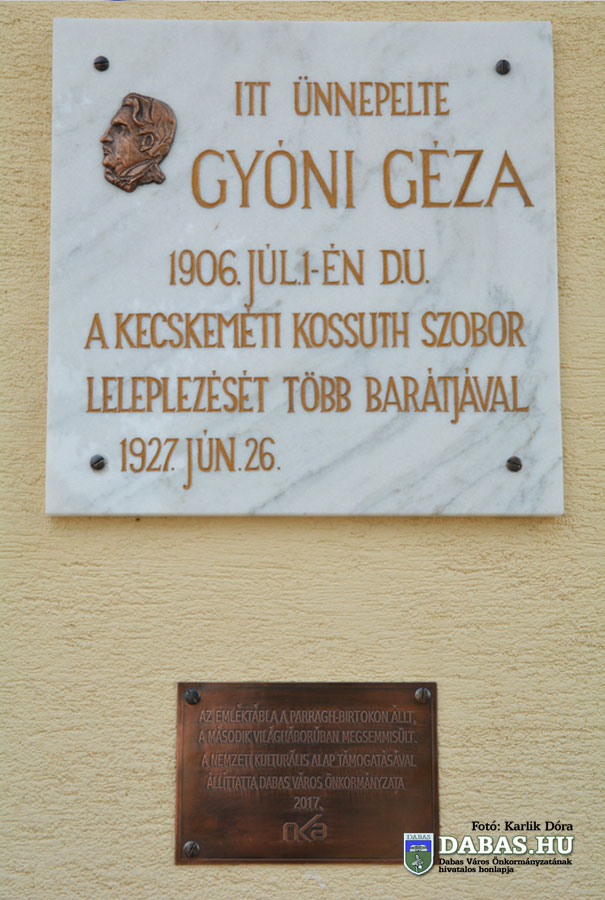 ITT ÜNNEPELTE
GYÓNI GÉZA
1906. JÚL. 1-ÉN D.U.
A KECSKEMÉTI KOSSUTH SZOBOR
LELEPLEZÉSÉT TÖBB BARÁTJÁVAL
1927. JÚN. 26.
AZ EMLÉKTÁBLA A PARRAGH-BIRTOKON ÁLLT,
A MÁSODIK VILÁGHÁBORÚBAN MEGSEMMISÜLT.
A NEMZETI KULTURÁLIS ALAP TÁMOGATÁSÁVAL
ÁLLÍTTATTA DABAS VÁROS ÖNKORMÁNYZATA
2017.
nka
Fotó: Karlik Dóra
DABAS
DABAS.HU
Dabas Város Önkormányzatának
hivatalos honlapja